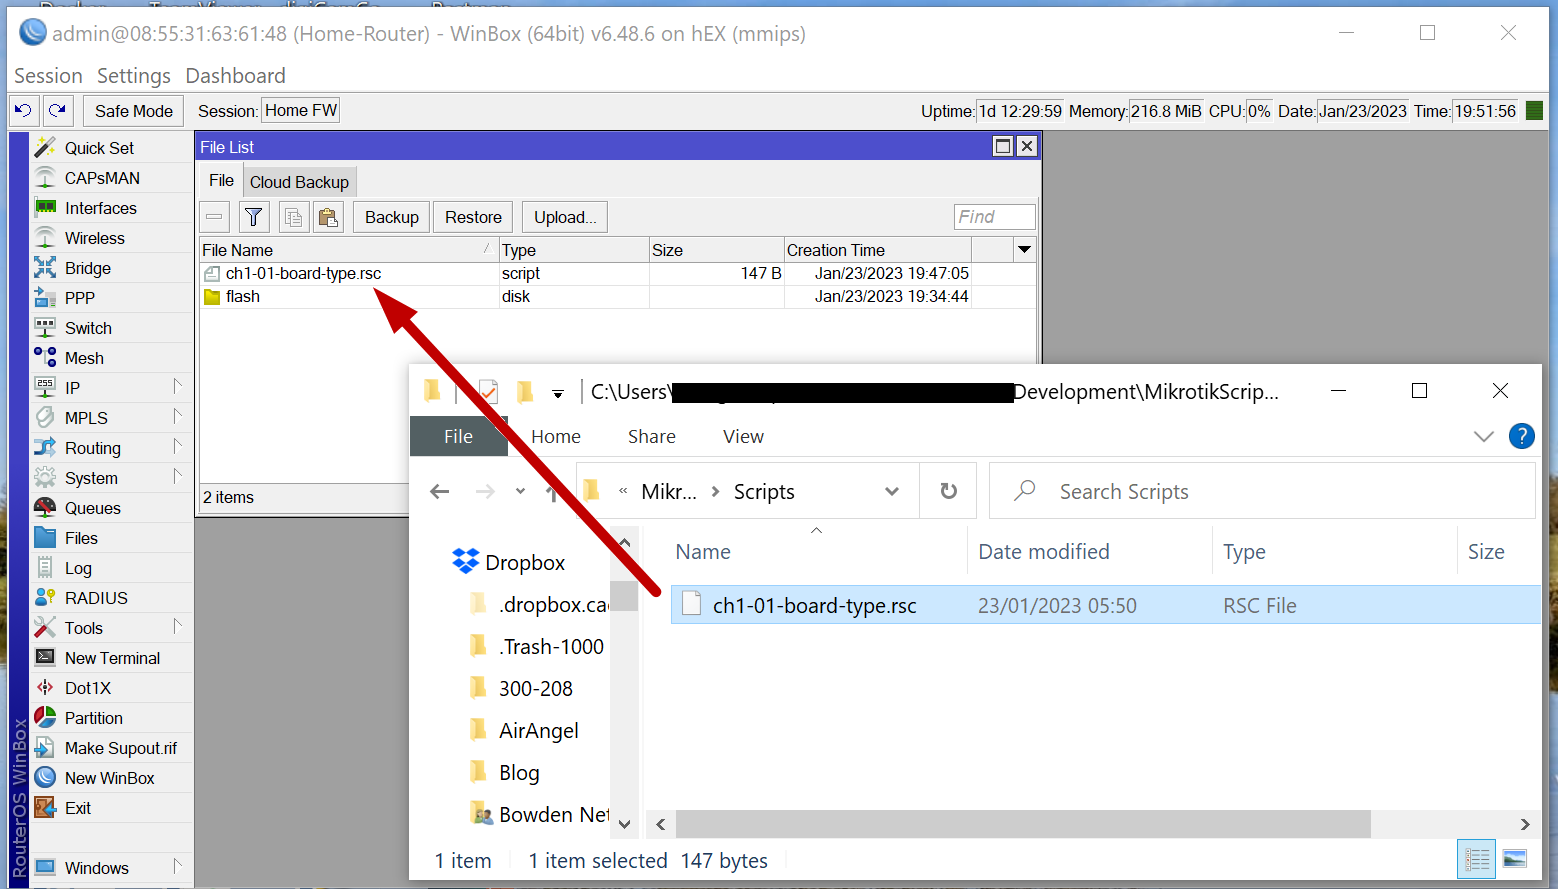 admin@08:55:31:63:61:48 (Home-Router) - WinBox (64bit) v6.48.6 on hEX (mmips)
Session Settings Dashboard
Safe Mode Session: Home FW Uptime: 1d 12:29:59 Memory: 216.8 MiB CPU: 0% Date: Jan/23/2023 Time: 19:51:56
RouterOS WinBox
Quick Set
CAPsMAN
Interfaces
Wireless
Bridge
PPP
Switch
Mesh
IP
MPLS
Routing
System
Queues
Files
Log
RADIUS
Tools
New Terminal
Dot1X
Partition
Make Supout.rif
New WinBox
Exit
Windows
File List
File Cloud Backup
Backup Restore Upload... Find
File Name Type Size Creation Time
ch1-01-board-type.rsc script 147 B Jan/23/2023 19:47:05
flash disk Jan/23/2023 19:34:44
2 items
C:\Users\ Development\MikrotikScrip...
File Home Share View
?
« Mikr... > Scripts Search Scripts
Dropbox
.dropbox.cac
.Trash-1000
300-208
AirAngel
Blog
Bowden Net
Name Date modified Type Size
ch1-01-board-type.rsc 23/01/2023 05:50 RSC File
1 item 1 item selected 147 bytes